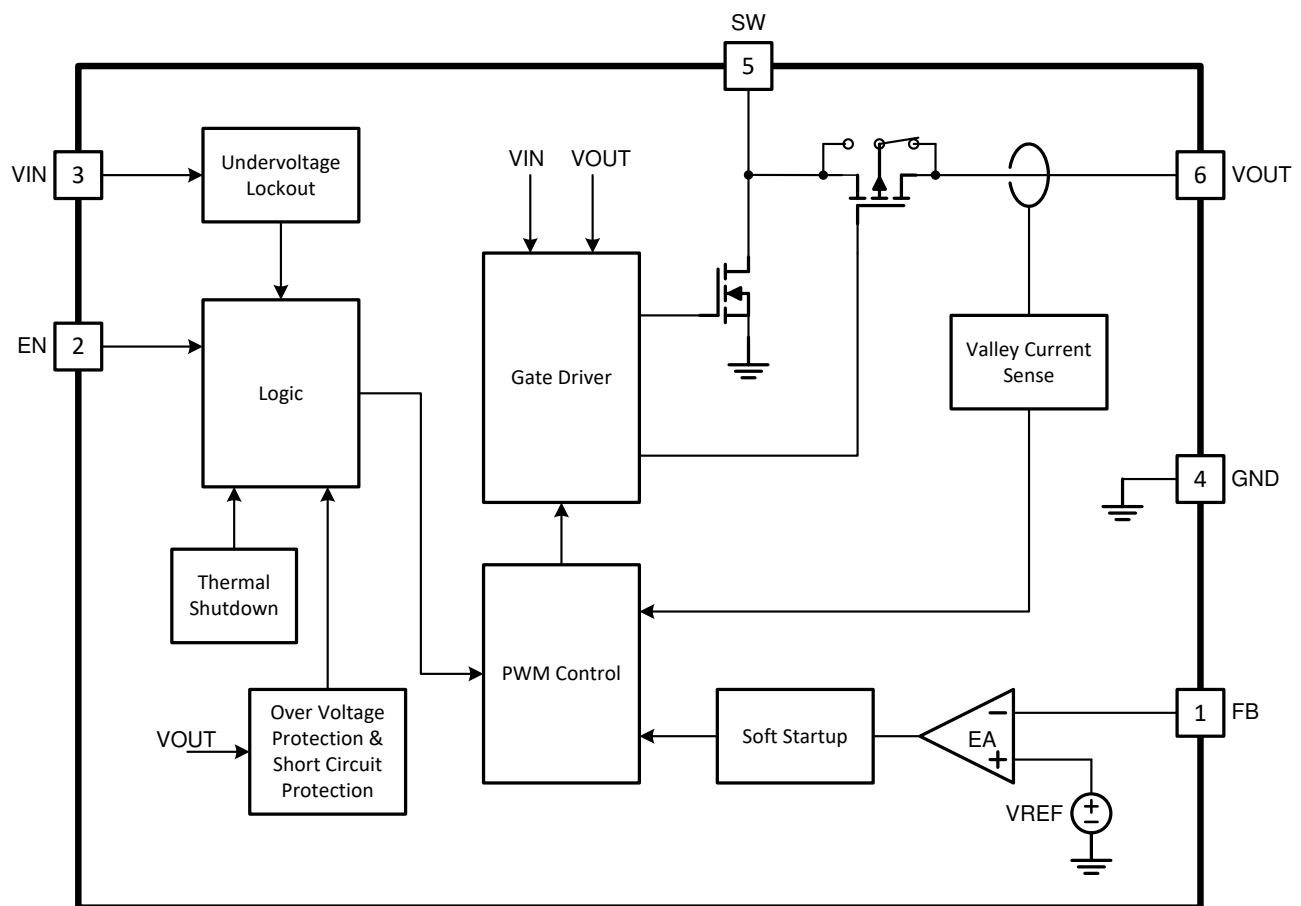 SW
5
VIN
3
Undervoltage
Lockout
VIN
VOUT
6
VOUT
EN
2
Logic
Gate Driver
Valley Current
Sense
4
GND
Thermal
Shutdown
PWM Control
Over Voltage
Protection &
Short Circuit
Protection
VOUT
Soft Startup
EA
−
+
1
FB
VREF
+
−